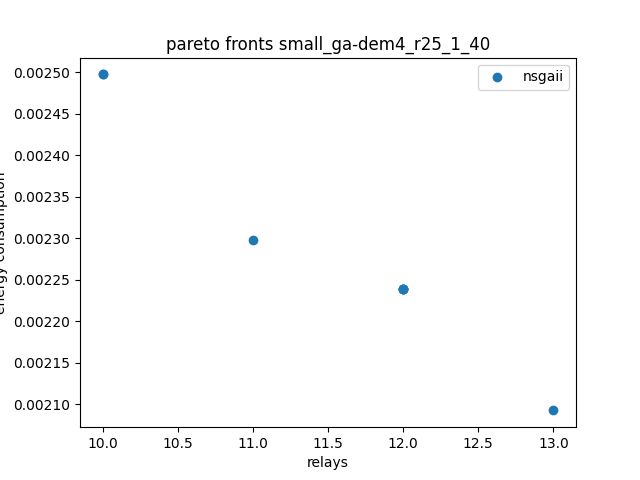 pareto fronts small_ga-dem4_r25_1_40
nsgaii
0.00250
0.00245
0.00240
0.00235
0.00230
0.00225
0.00220
0.00215
0.00210
energy consumption
10.0 10.5 11.0 11.5 12.0 12.5 13.0
relays